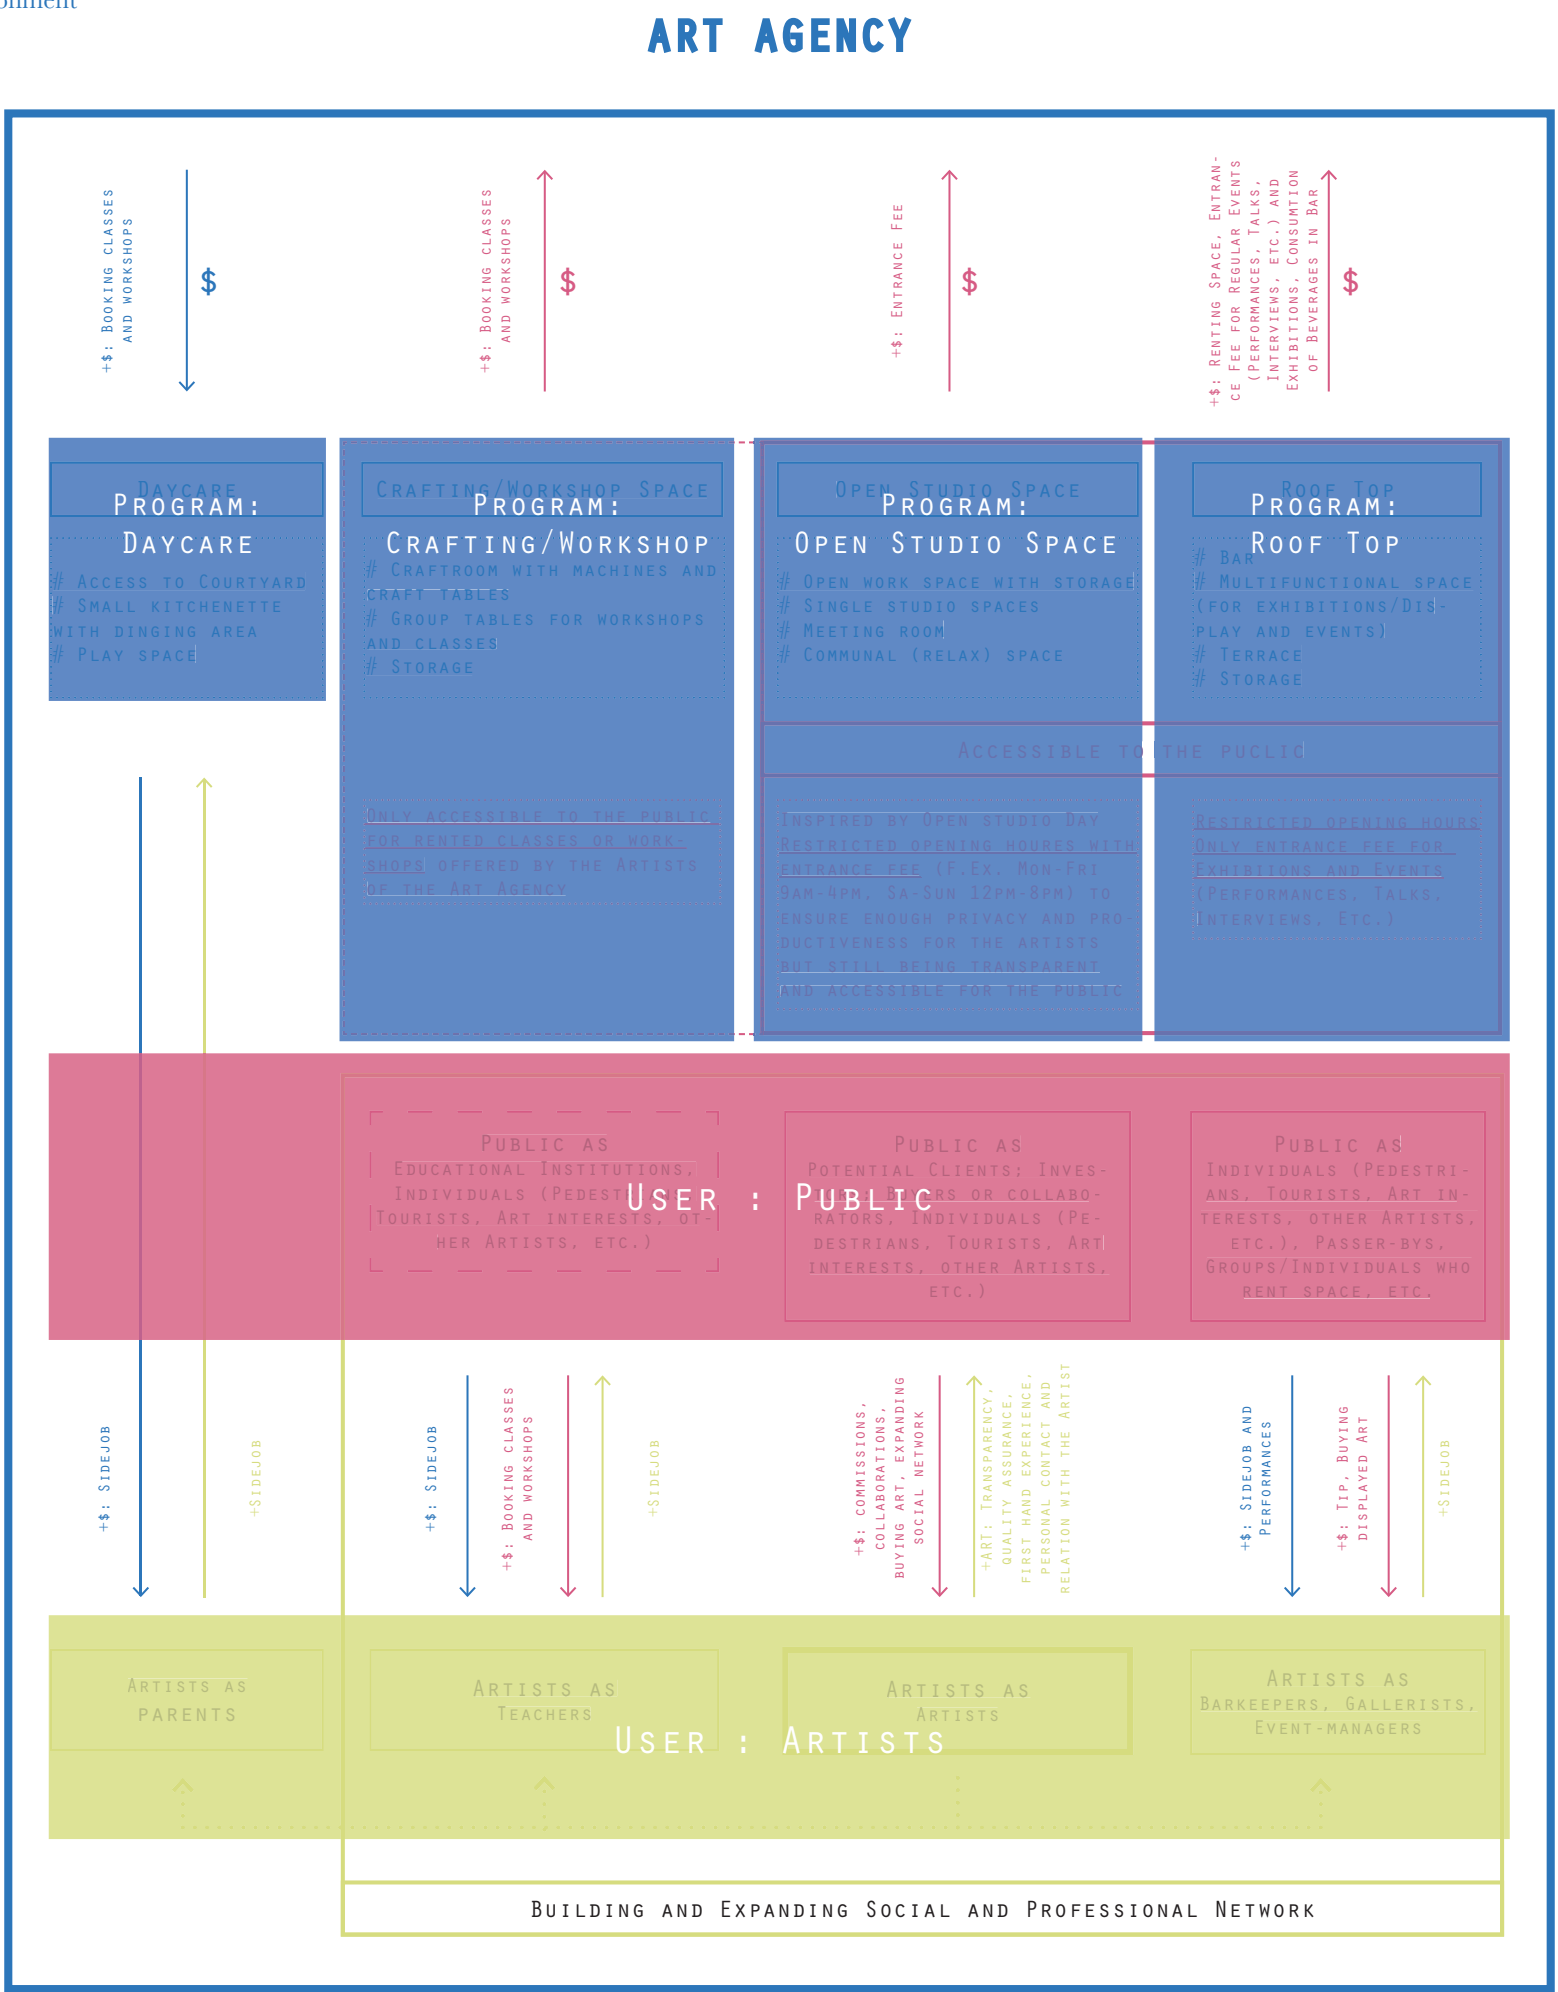 onment
ART AGENCY
+$: Booking classes
and workshops
$
+$: Booking classes
and workshops
$
+$: Entrance Fee
$
+$: Renting Space, Entran-
ce Fee for Regular Events
(Performances, Talks,
Interviews, etc.) and
Exhibitions, Consumtion
of Beverages in Bar
$
Daycare
Program:
Daycare
# Access to Courtyard
# Small kitchenette
with dinging area
# Play space
Crafting/Workshop Space
Program:
Crafting/Workshop
# Craftroom with machines and
craft tables
# Group tables for workshops
and classes
# Storage
Open Studio Space
Program:
Open Studio Space
# Open work space with storage
# Single studio spaces
# Meeting room
# Communal (relax) space
Roof Top
Program:
Roof Top
# Bar
# Multifunctional space
(for exhibitions/Dis-
play and events)
# Terrace
# Storage
Accessible to the puclic
Only accessible to the public
for rented classes or work-
shops offered by the Artists
of the Art Agency
Inspired by Open studio Day
Restricted opening houres with
entrance fee (F.Ex. Mon-Fri
9am-4pm, Sa-Sun 12pm-8pm) to
ensure enough privacy and pro-
ductiveness for the artists
but still being transparent
and accessible for the public
Restricted opening hours
Only entrance fee for
Exhibitions and Events
(Performances, Talks,
Interviews, Etc.)
Public as
Educational Institutions,
Individuals (Pedestrians,
Tourists, Art interests, ot-
her Artists, etc.)
User : Public
Public as
Potential Clients; Inves-
tors, Buyers or collabo-
rators, Individuals (Pe-
destrians, Tourists, Art
interests, other Artists,
etc.)
Public as
Individuals (Pedestri-
ans, Tourists, Art in-
terests, other Artists,
etc.), Passer-bys,
Groups/Individuals who
rent space, etc.
+$: Sidejob
+Sidejob
+$: Sidejob
+$: Booking classes
and workshops
+Sidejob
+$: commissions,
collaborations,
buying art, expanding
social network
+ART: Transparency,
quality assurance,
first hand experience,
personal contact and
relation with the Artist
+$: Sidejob and
performances
+$: Tip, Buying
displayed Art
+Sidejob
Artists as
parents
Artists as
Teachers
Artists as
Artists
Artists as
Barkeepers, Gallerists,
Event-managers
User : Artists
Building and Expanding Social and Professional Network